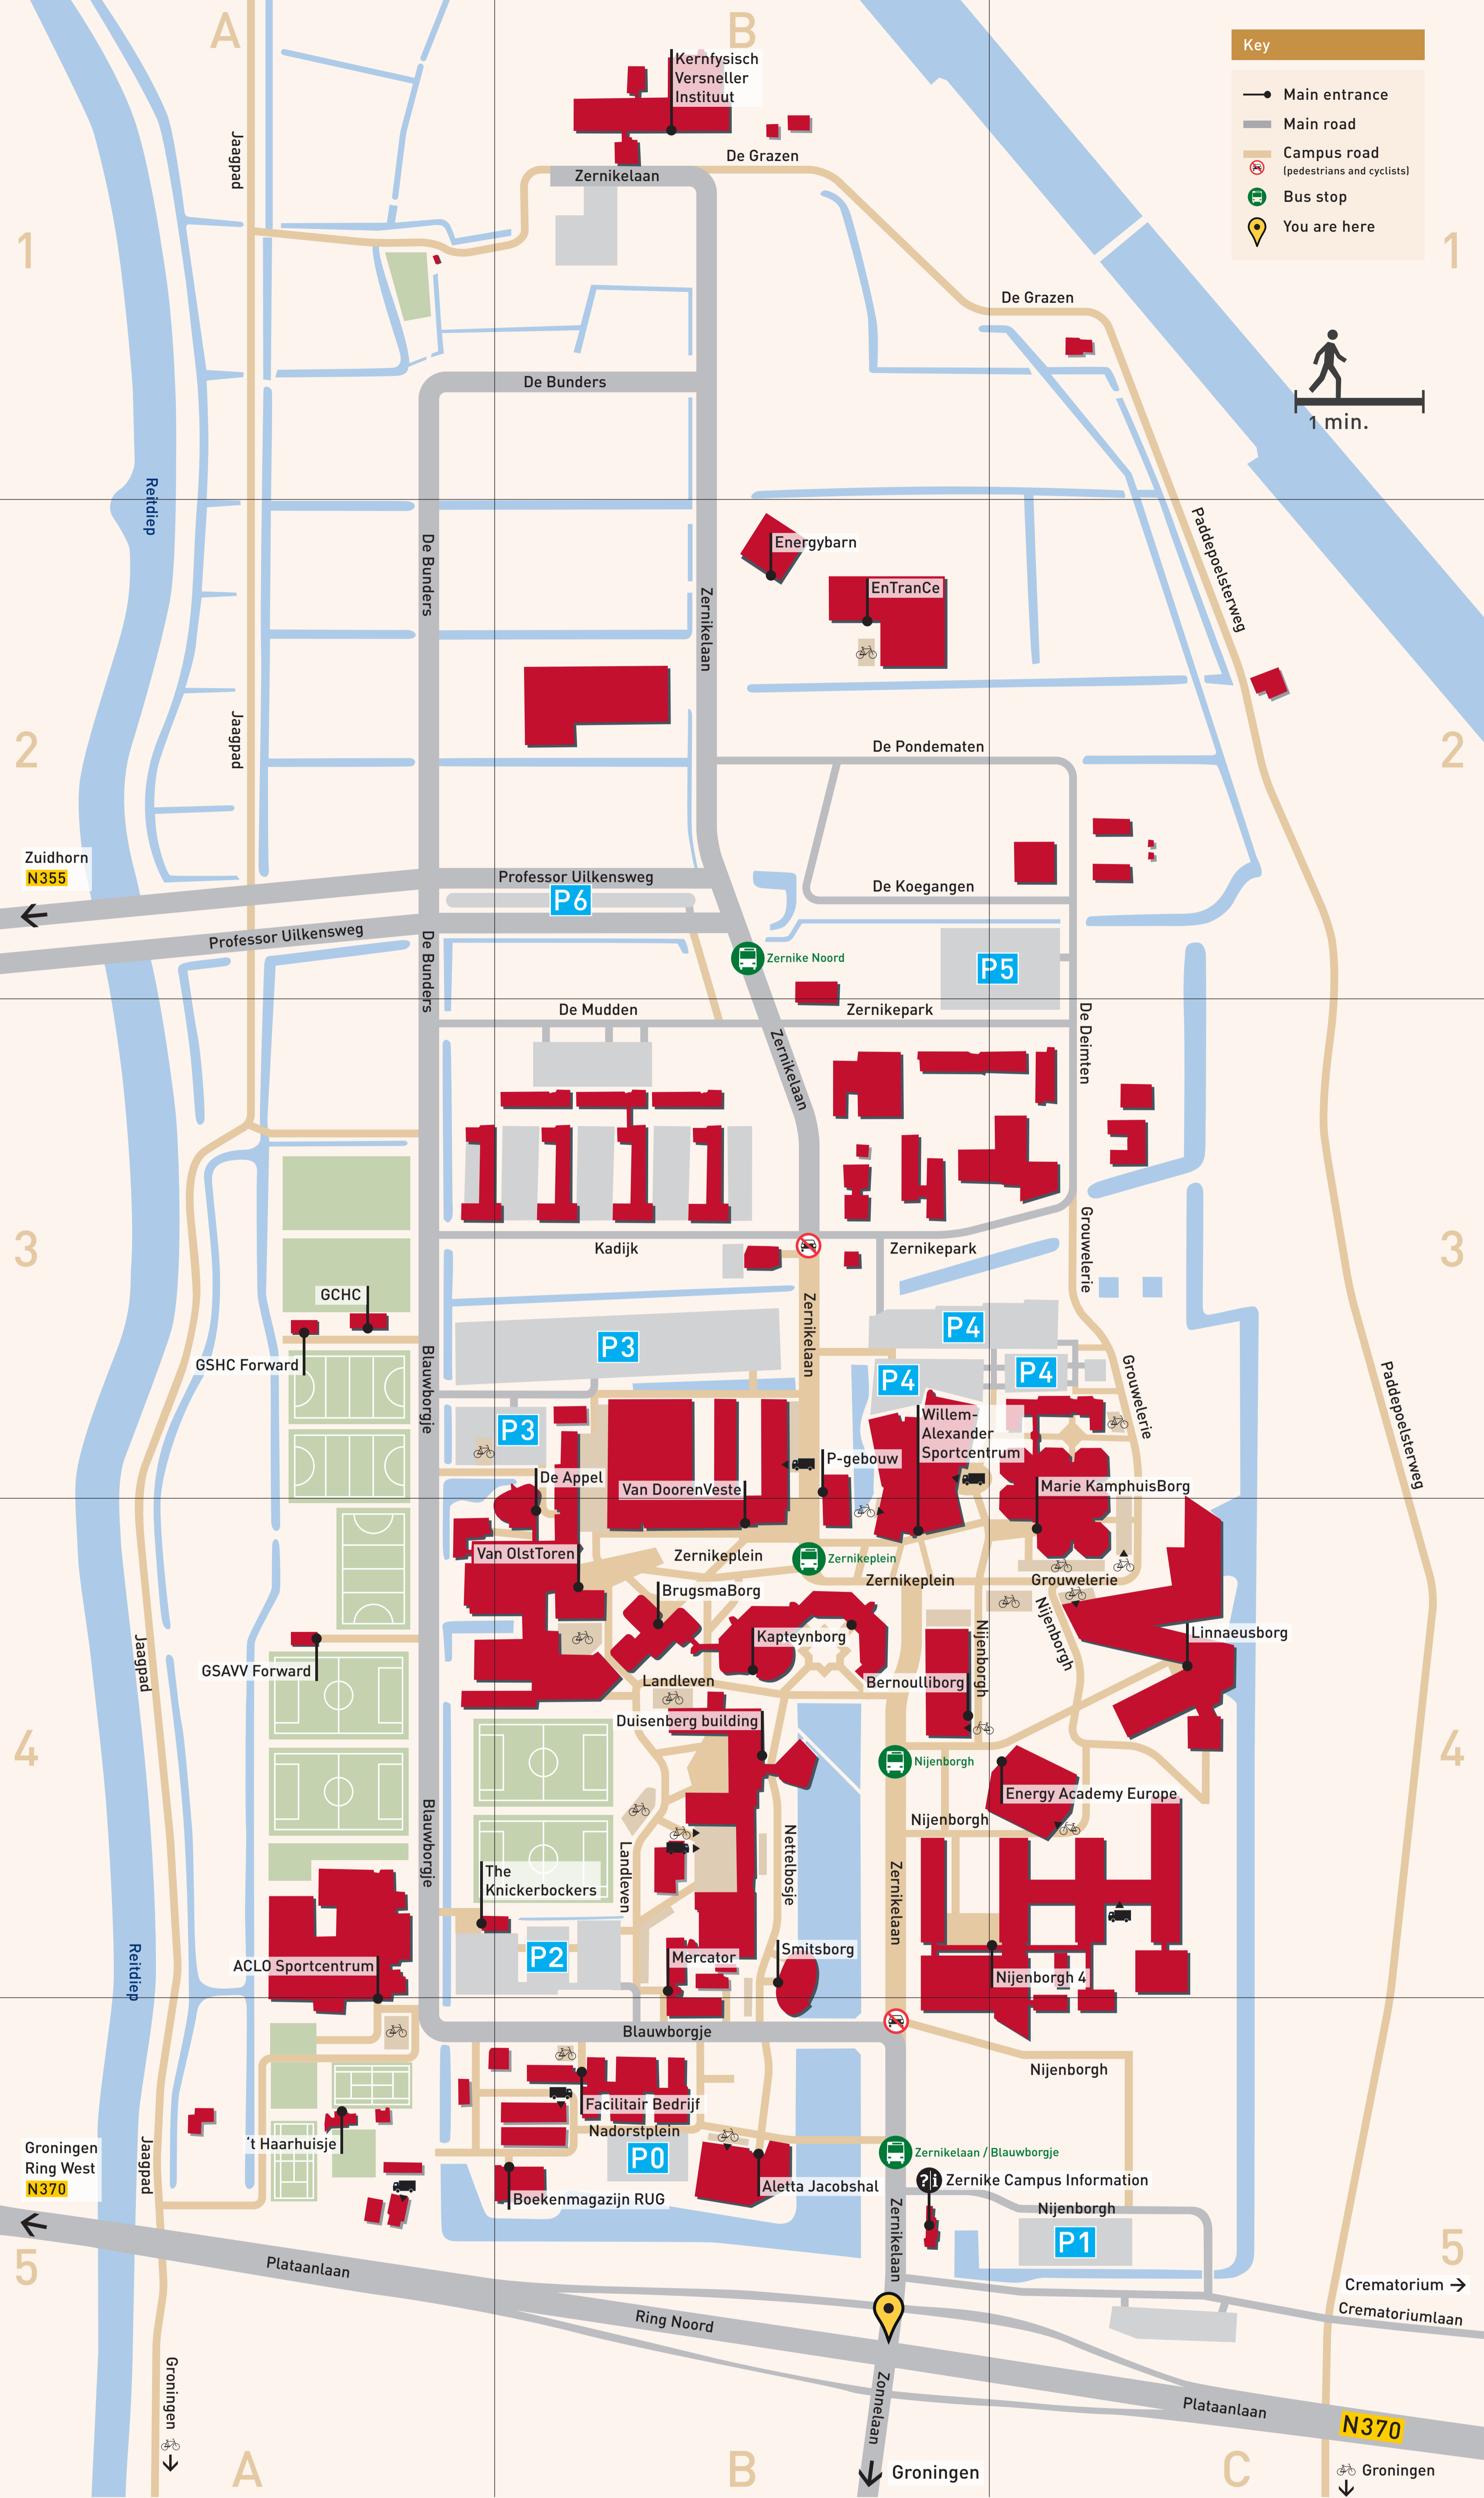 A
B
Key
Main entrance
Main road
Campus road
(pedestrians and cyclists)
Bus stop
You are here
Kernfysisch
Versneller
Instituut
De Grazen
Zernikelaan
Jaagpad
1
1
De Grazen
1 min.
De Bunders
Reitdiep
Paddepoelsterweg
Energybarn
De Bunders
EnTranCe
Zernikelaan
Jaagpad
2
De Pondematen
2
Zuidhorn
N355
Professor Uilkensweg
P6
De Koegangen
Professor Uilkensweg
De Bunders
Zernike Noord
P5
De Mudden
Zernikepark
De Deimten
Zernikelaan
3
Kadijk
Zernikepark
Grouwelerie
3
GCHC
Zernikelaan
P3
P4
GSHC Forward
Blauwborgje
P4
P4
Grouwelerie
Paddepoelsterweg
P3
Willem-
Alexander
Sportcentrum
De Appel
P-gebouw
Van DoorenVeste
Marie KamphuisBorg
Van OlstToren
Zernikeplein
Zernikeplein
Zernikeplein
Grouwelerie
BrugsmaBorg
Kapteynborg
Nijenborgh
Nijenborgh
Linnaeusborg
Jaagpad
GSAVV Forward
Landleven
Bernoulliborg
Duisenberg building
4
Nijenborgh
4
Energy Academy Europe
Nijenborgh
Blauwborgje
Landleven
Nettelbosje
Zernikelaan
The
Knickerbockers
P2
Mercator
Smitsborg
ACLO Sportcentrum
Reitdiep
Nijenborgh 4
Blauwborgje
Nijenborgh
Facilitair Bedrijf
Nadorstplein
't Haarhuisje
Groningen
Ring West
N370
Jaagpad
P0
Zernikelaan / Blauwborgje
Zernike Campus Information
?i
Aletta Jacobshal
Boekenmagazijn RUG
Nijenborgh
Zernikelaan
P1
5
5
Plataanlaan
Crematorium
Crematoriumlaan
Ring Noord
Groningen
Zonnelaan
Plataanlaan
N370
A
B
C
Groningen
Groningen